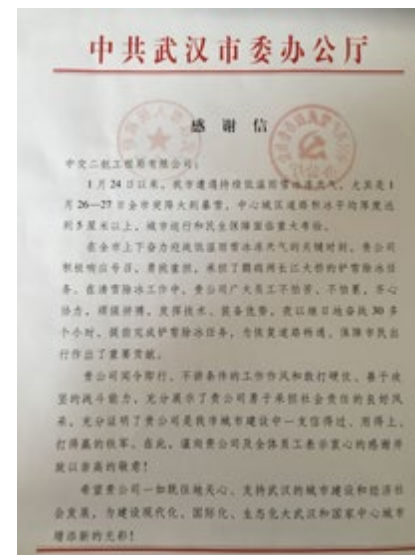 中共武汉市委办公厅
感谢信
中交二航工程局有限公司：
1月24日以来，我市遭遇持续低温雨雪冰冻天气，尤其是1
月26—27日全市突降大到暴雪，中心城区道路积冰平均厚度达
到5厘米以上，城市运行和民生保障面临重大考验。
在全市上下奋力迎战低温雨雪冰冻天气的关键时刻，贵公司
积极响应号召，勇挑重担，承担了鹦鹉洲长江大桥的铲雪除冰任
务。在清雪除冰工作中，贵公司广大员工不怕苦、不怕累，齐心
协力，顽强拼搏，发挥技术、装备优势，夜以继日地奋战30多
个小时，提前完成铲雪除冰任务，为恢复道路畅通、保障市民出
行作出了重要贡献。
贵公司实令即行、不讲条件的工作作风和敢打硬仗、善于攻
坚的战斗能力，充分展示了贵公司勇于承担社会责任的良好风
采，充分证明了贵公司是我市城市建设中一支信得过、用得上、
打得赢的铁军。在此，谨向贵公司及全体员工表示衷心的感谢并
致以崇高的敬意！
希望贵公司一如既往地关心、支持武汉的城市建设和经济社
会发展，为建设现代化、国际化、生态化大武汉和国家中心城市
增添新的光彩！